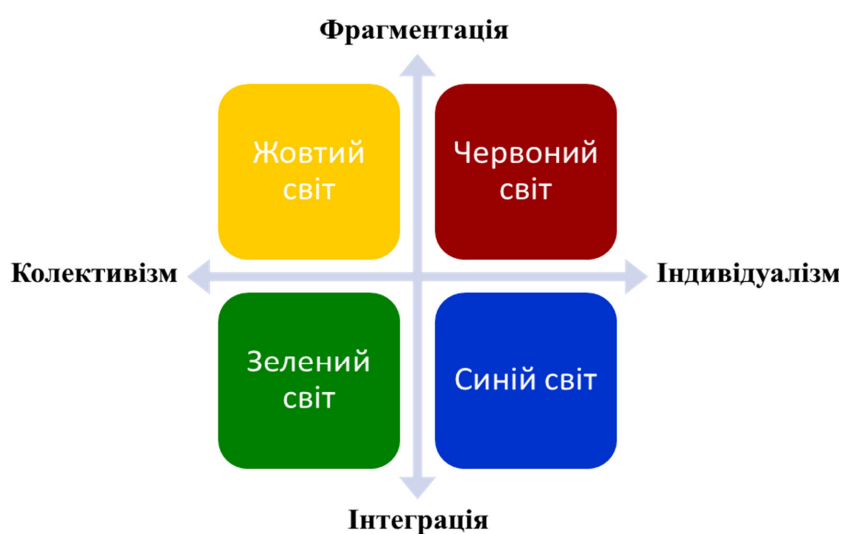 Фрагментація
Жовтий
світ
Червоний
світ
Колективізм
Індивідуалізм
Зелений
світ
Синій світ
Інтеграція